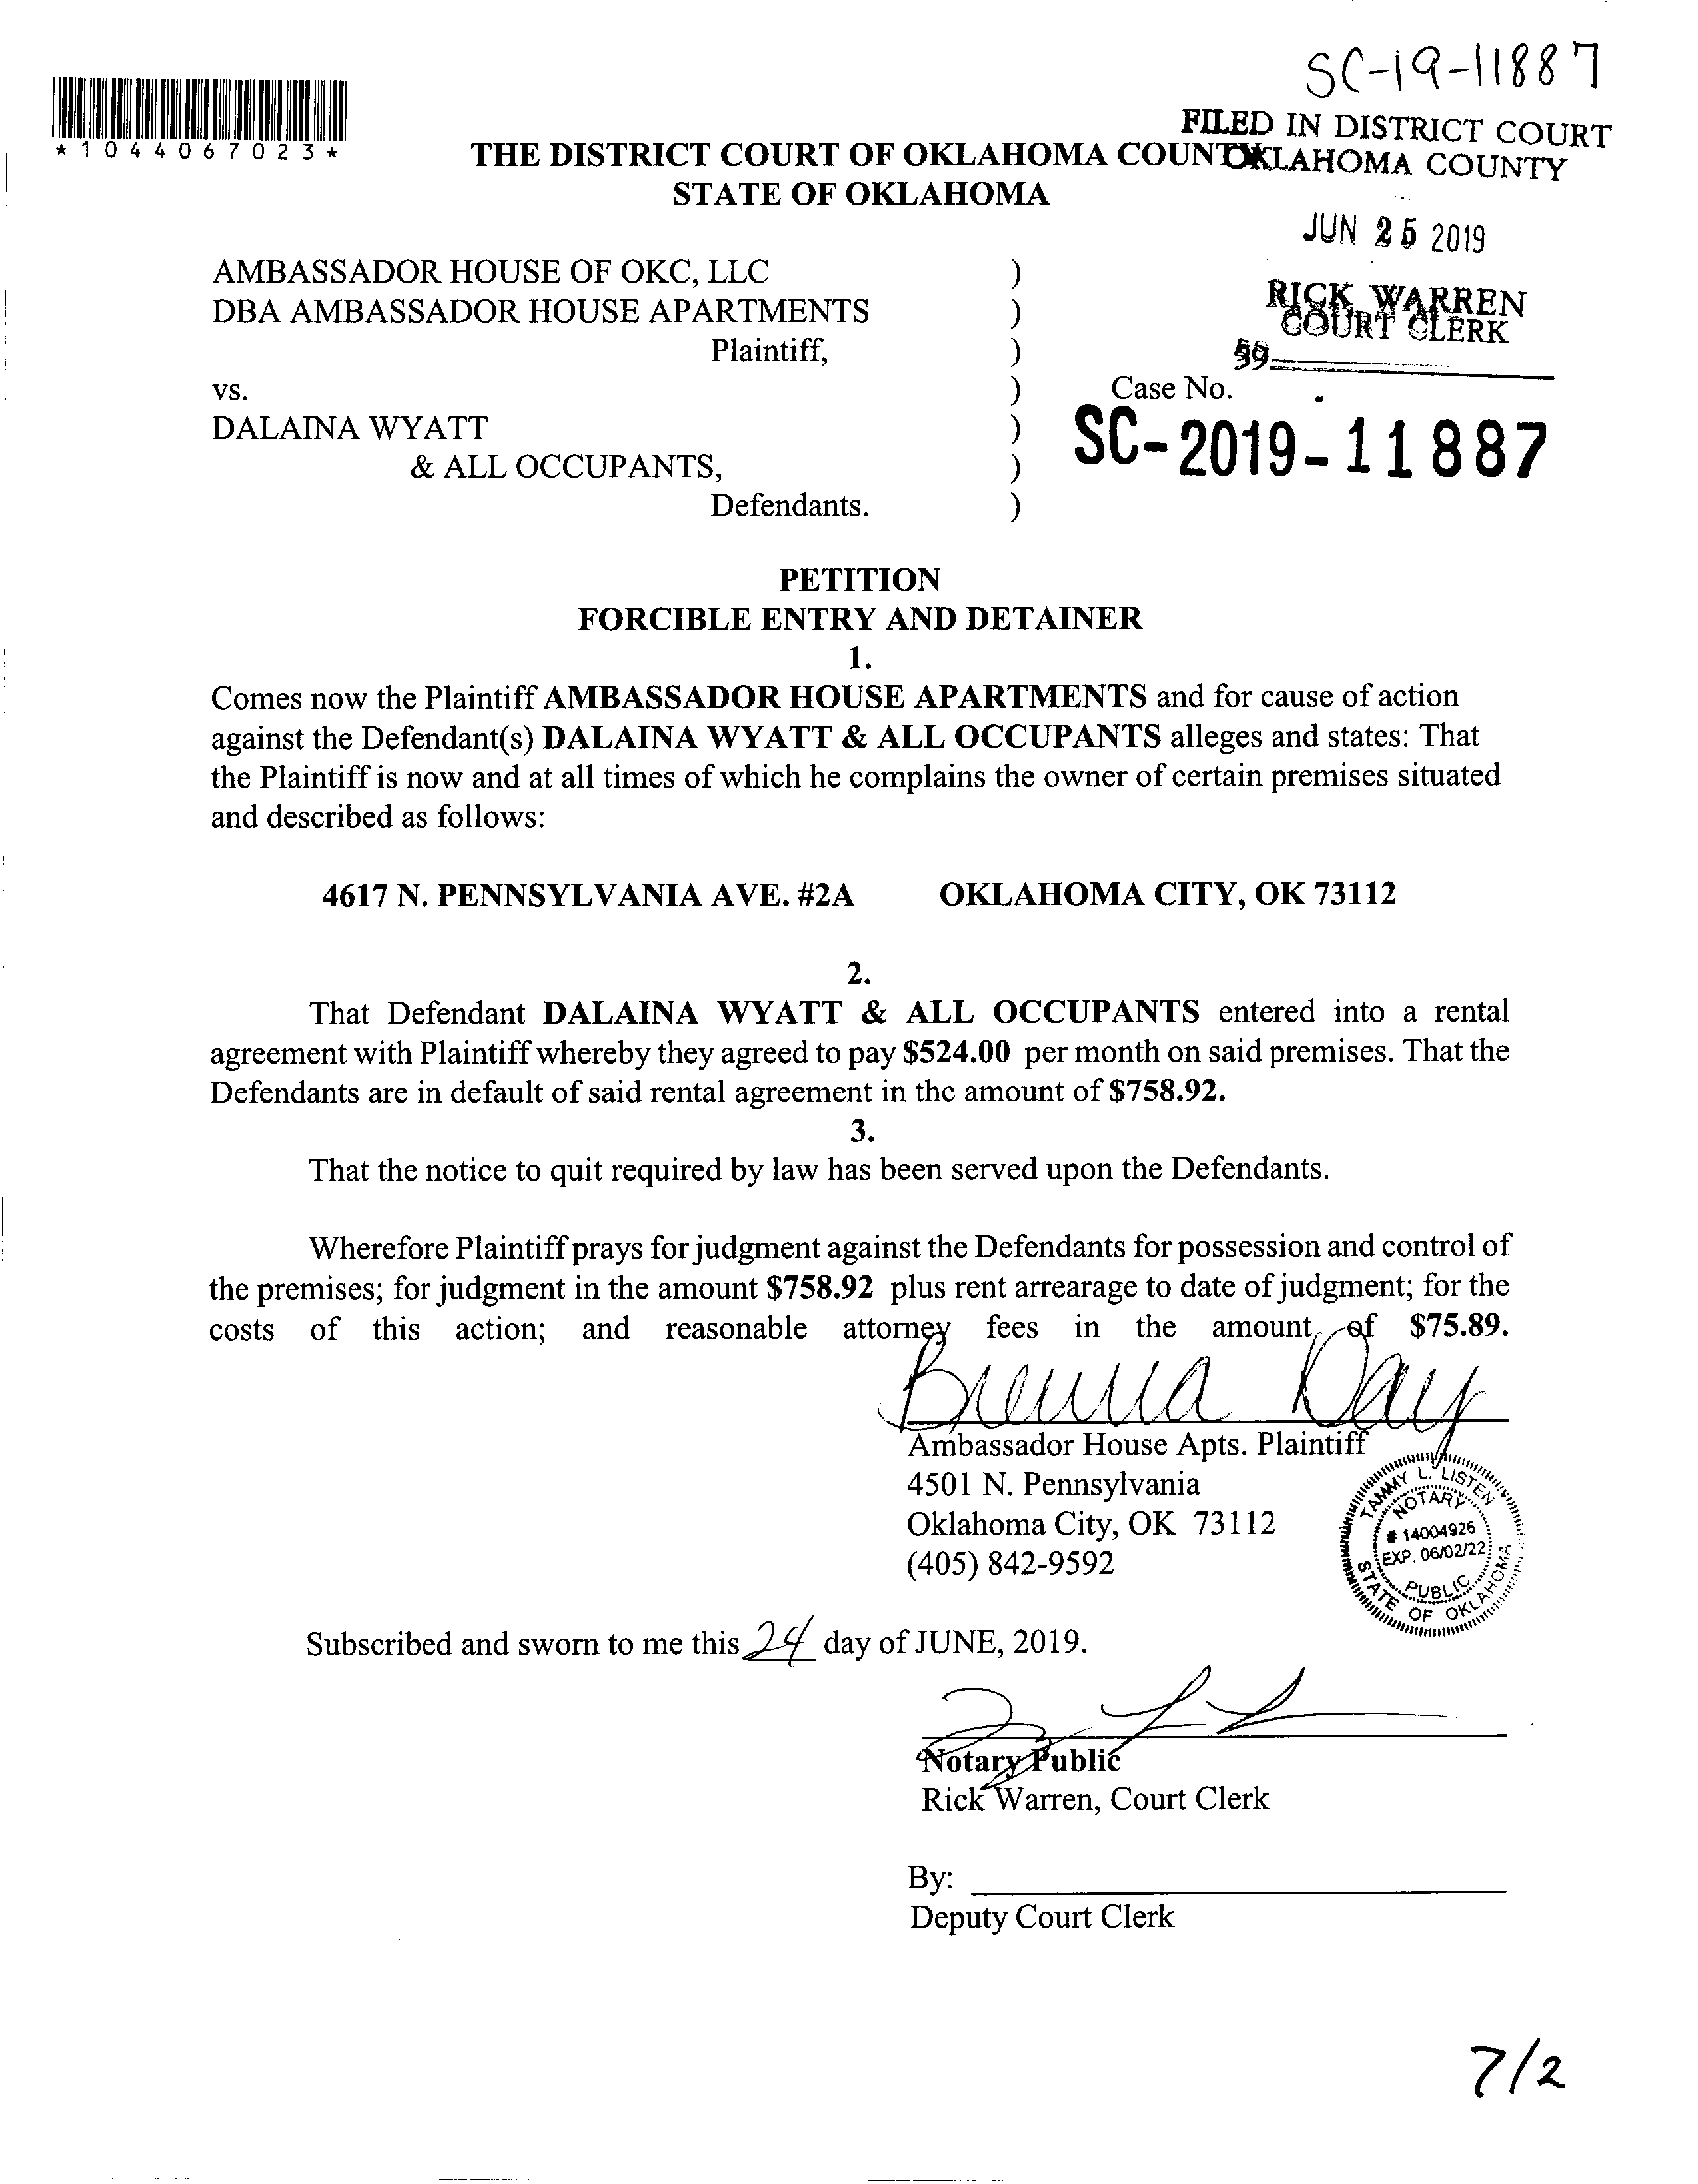 SC-19-11887
*1044067023*
FILED IN DISTRICT COURT
OKLAHOMA COUNTY
THE DISTRICT COURT OF OKLAHOMA
STATE OF OKLAHOMA
JUN 25 2019
RICK WARREN
COURT CLERK
AMBASSADOR HOUSE OF OKC, LLC )
DBA AMBASSADOR HOUSE APARTMENTS )
Plaintiff, )
vs. ) Case No.
DALAINA WYATT ) SC-2019-11887
& ALL OCCUPANTS, )
Defendants. )
PETITION
FORCIBLE ENTRY AND DETAINER
1.
Comes now the Plaintiff AMBASSADOR HOUSE APARTMENTS and for cause of action
against the Defendant(s) DALAINA WYATT & ALL OCCUPANTS alleges and states: That
the Plaintiff is now and at all times of which he complains the owner of certain premises situated
and described as follows:
4617 N. PENNSYLVANIA AVE. #2A OKLAHOMA CITY, OK 73112
2.
That Defendant DALAINA WYATT & ALL OCCUPANTS entered into a rental
agreement with Plaintiff whereby they agreed to pay $524.00 per month on said premises. That the
Defendants are in default of said rental agreement in the amount of $758.92.
3.
That the notice to quit required by law has been served upon the Defendants.
Wherefore Plaintiff prays for judgment against the Defendants for possession and control of
the premises; for judgment in the amount $758.92 plus rent arrearage to date of judgment; for the
costs of this action; and reasonable attorney fees in the amount of $75.89.
Brenna Day
Ambassador House Apts. Plaintiff
4501 N. Pennsylvania
Oklahoma City, OK 73112
(405) 842-9592
TAMMY L. LISTEN
NOTARY
# 14004926
EXP. 06/02/22
PUBLIC
STATE OF OKLAHOMA
Subscribed and sworn to me this 24 day of JUNE, 2019.
Notary Public
Rick Warren, Court Clerk
By:
Deputy Court Clerk
7/2